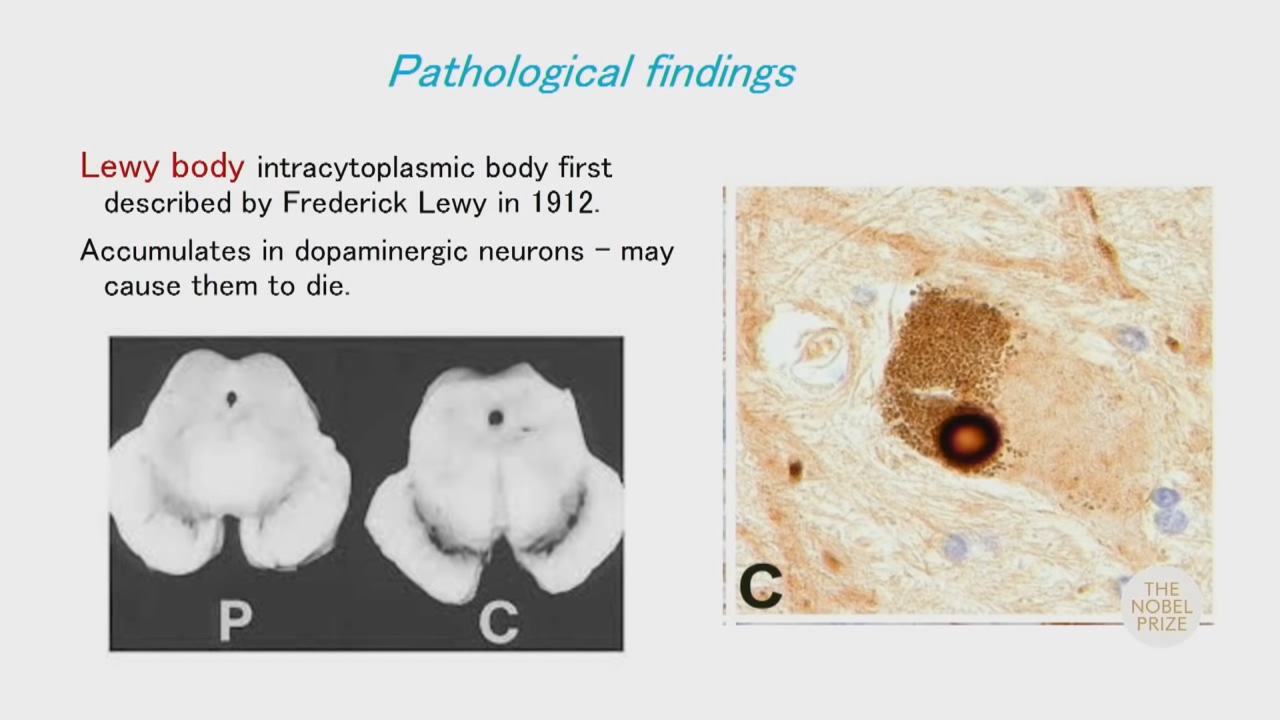 Pathological findings
Lewy body intracytoplasmic body first
described by Frederick Lewy in 1912.
Accumulates in dopaminergic neurons – may
cause them to die.
P
C
C
THE
NOBEL
PRIZE